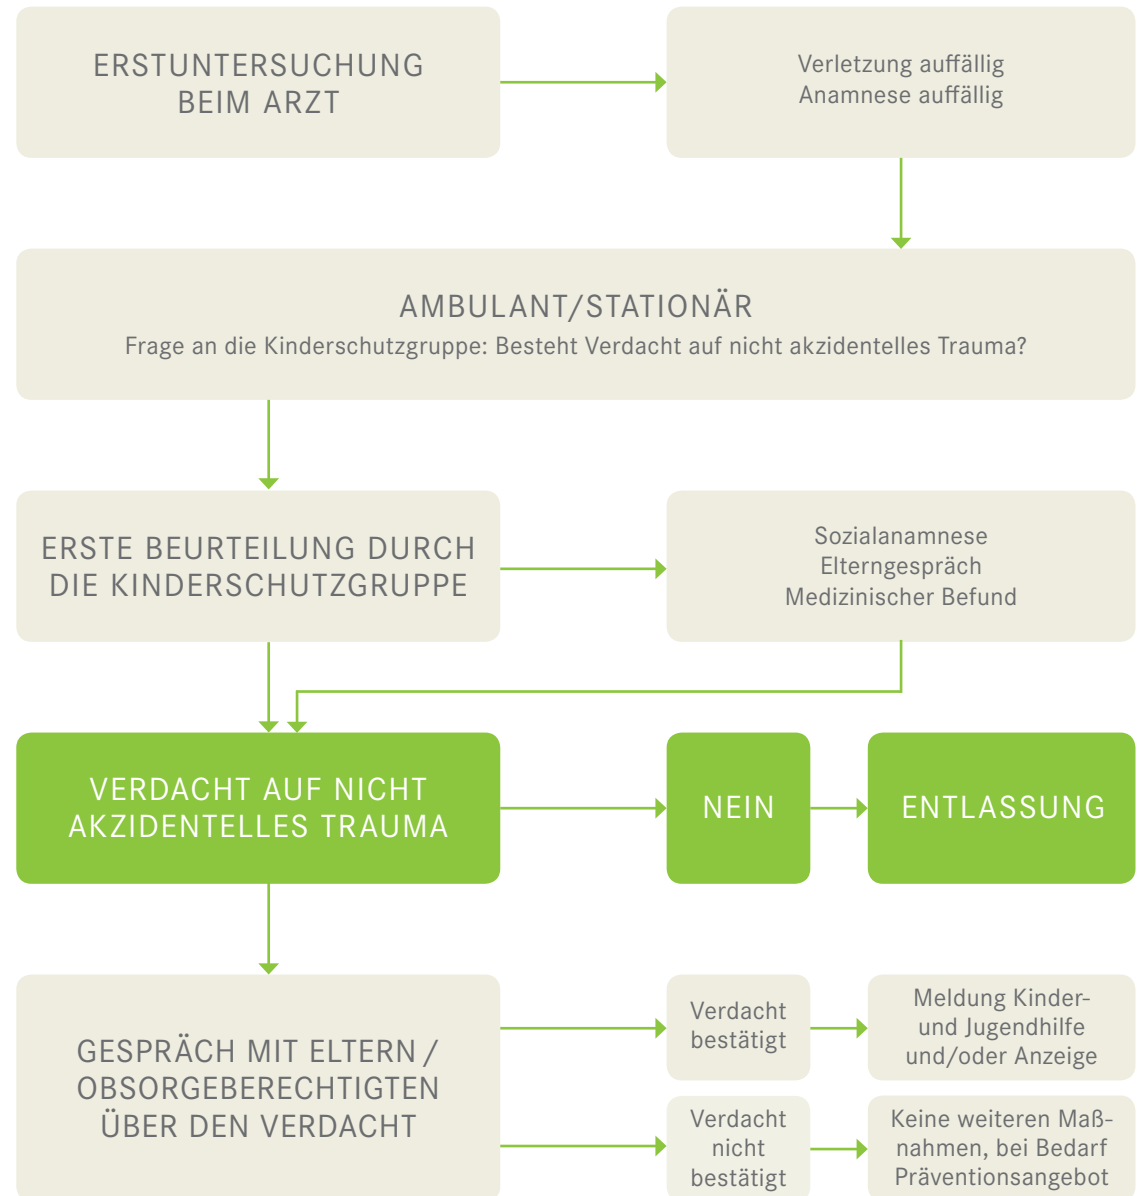 ERSTUNTERSUCHUNG
BEIM ARZT
Verletzung auffällig
Anamnese auffällig
AMBULANT/STATIONÄR
Frage an die Kinderschutzgruppe: Besteht Verdacht auf nicht akzidentelles Trauma?
ERSTE BEURTEILUNG DURCH
DIE KINDERSCHUTZGRUPPE
Sozialanamnese
Elterngespräch
Medizinischer Befund
VERDACHT AUF NICHT
AKZIDENTELLES TRAUMA
NEIN
ENTLASSUNG
GESPRÄCH MIT ELTERN /
OBSORGEBERECHTIGTEN
ÜBER DEN VERDACHT
Verdacht
bestätigt
Meldung Kinder-
und Jugendhilfe
und/oder Anzeige
Verdacht
nicht
bestätigt
Keine weiteren Maß-
nahmen, bei Bedarf
Präventionsangebot